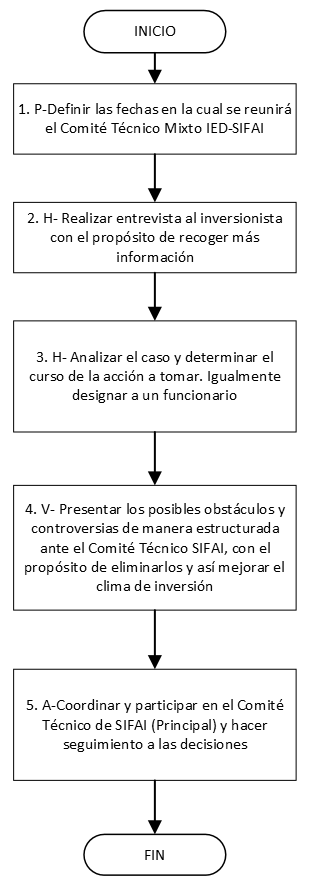 INICIO
1. P-Definir las fechas en la cual se reunirá
el Comité Técnico Mixto IED-SIFAI
2. H- Realizar entrevista al inversionista
con el propósito de recoger más
información
3. H- Analizar el caso y determinar el
curso de la acción a tomar. Igualmente
designar a un funcionario
4. V- Presentar los posibles obstáculos y
controversias de manera estructurada
ante el Comité Técnico SIFAI, con el
propósito de eliminarlos y así mejorar el
clima de inversión
5. A-Coordinar y participar en el Comité
Técnico de SIFAI (Principal) y hacer
seguimiento a las decisiones
FIN